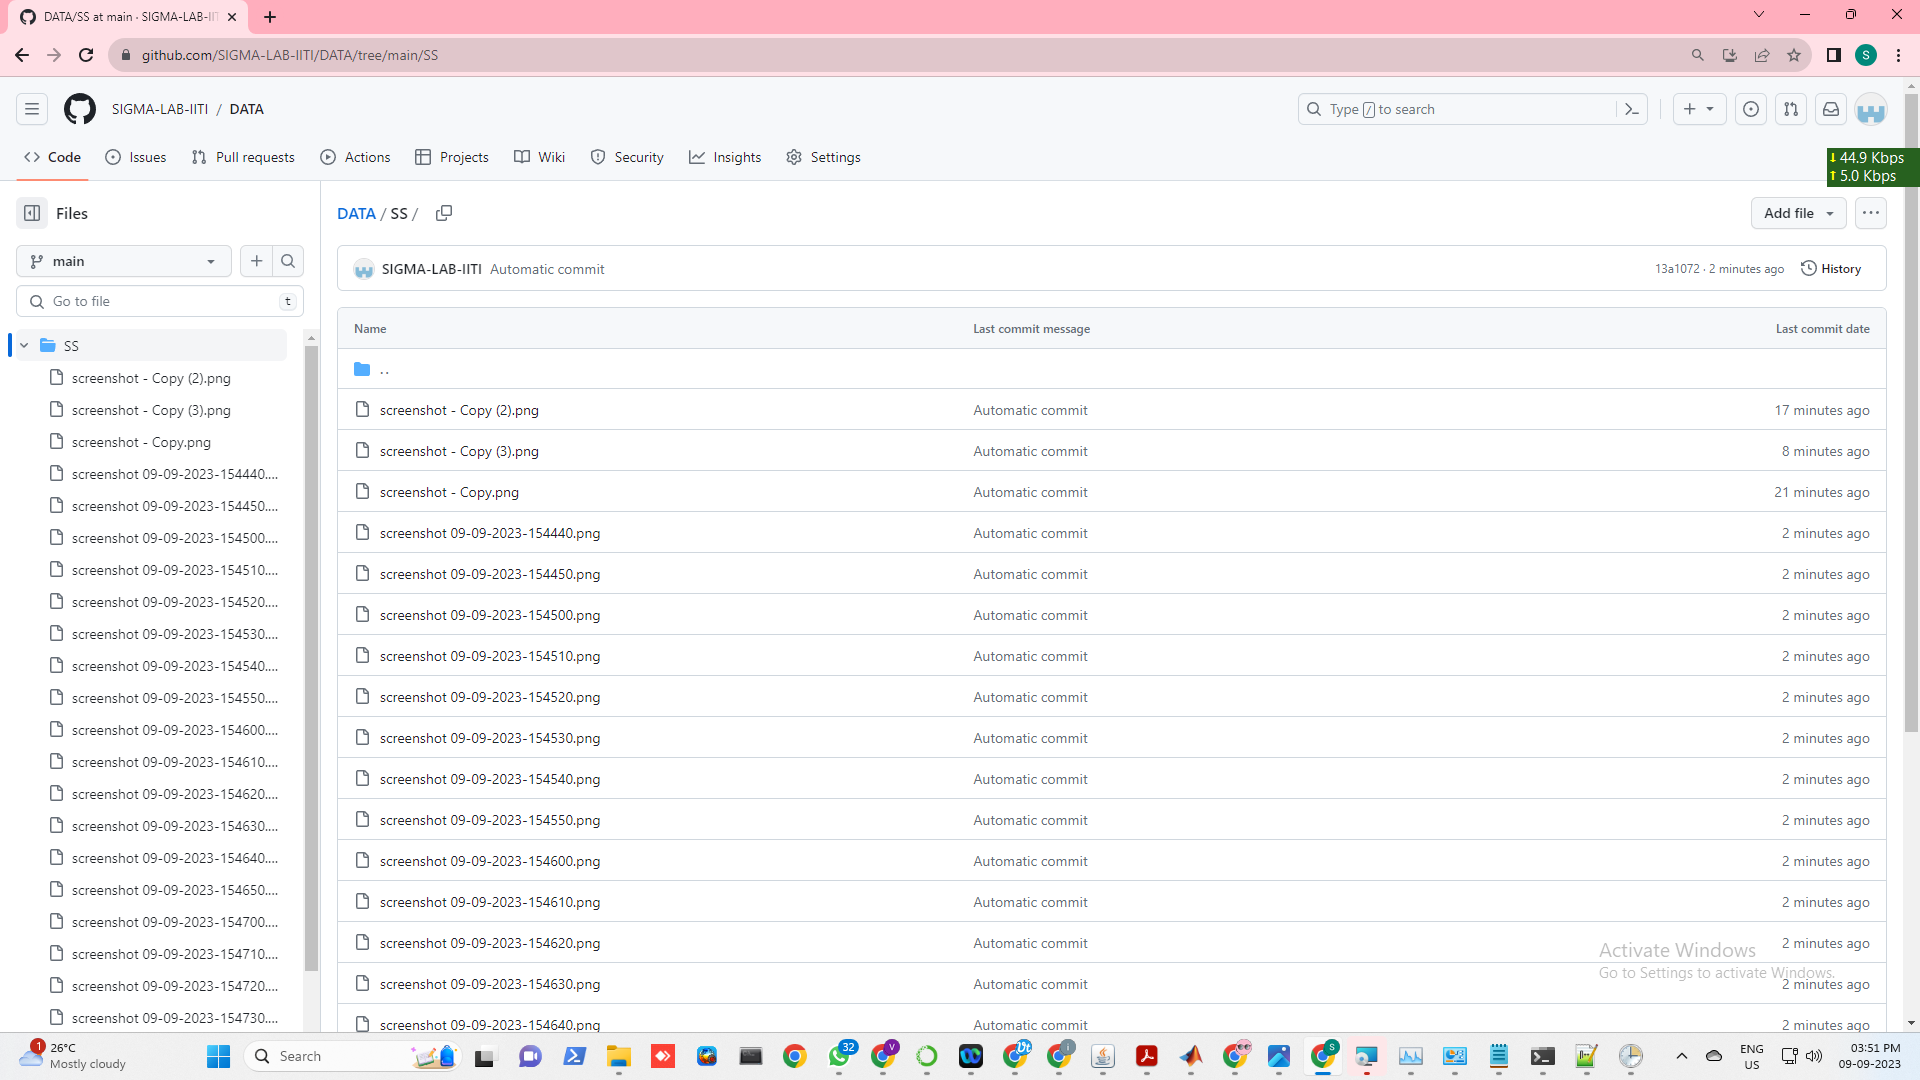 DATA/SS at main · SIGMA-LAB-IIT
github.com/SIGMA-LAB-IITI/DATA/tree/main/SS
S
SIGMA-LAB-IITI / DATA
Type / to search
Code Issues Pull requests Actions Projects Wiki Security Insights Settings
44.9 Kbps
5.0 Kbps
Files
DATA / SS /
Add file
main
SIGMA-LAB-IITI Automatic commit
13a1072 · 2 minutes ago History
Go to file t
Name Last commit message Last commit date
SS
screenshot - Copy (2).png
screenshot - Copy (3).png
screenshot - Copy.png
screenshot 09-09-2023-154440....
screenshot 09-09-2023-154450....
screenshot 09-09-2023-154500....
screenshot 09-09-2023-154510....
screenshot 09-09-2023-154520....
screenshot 09-09-2023-154530....
screenshot 09-09-2023-154540....
screenshot 09-09-2023-154550....
screenshot 09-09-2023-154600....
screenshot 09-09-2023-154610....
screenshot 09-09-2023-154620....
screenshot 09-09-2023-154630....
screenshot 09-09-2023-154640....
screenshot 09-09-2023-154650....
screenshot 09-09-2023-154700....
screenshot 09-09-2023-154710....
screenshot 09-09-2023-154720....
screenshot 09-09-2023-154730....
..
screenshot - Copy (2).png Automatic commit 17 minutes ago
screenshot - Copy (3).png Automatic commit 8 minutes ago
screenshot - Copy.png Automatic commit 21 minutes ago
screenshot 09-09-2023-154440.png Automatic commit 2 minutes ago
screenshot 09-09-2023-154450.png Automatic commit 2 minutes ago
screenshot 09-09-2023-154500.png Automatic commit 2 minutes ago
screenshot 09-09-2023-154510.png Automatic commit 2 minutes ago
screenshot 09-09-2023-154520.png Automatic commit 2 minutes ago
screenshot 09-09-2023-154530.png Automatic commit 2 minutes ago
screenshot 09-09-2023-154540.png Automatic commit 2 minutes ago
screenshot 09-09-2023-154550.png Automatic commit 2 minutes ago
screenshot 09-09-2023-154600.png Automatic commit 2 minutes ago
screenshot 09-09-2023-154610.png Automatic commit 2 minutes ago
screenshot 09-09-2023-154620.png Automatic commit 2 minutes ago
screenshot 09-09-2023-154630.png Automatic commit 2 minutes ago
screenshot 09-09-2023-154640.png Automatic commit 2 minutes ago
Activate Windows
Go to Settings to activate Windows.
1
26°C
Mostly cloudy
Search
32
V
S
ENG
US
03:51 PM
09-09-2023